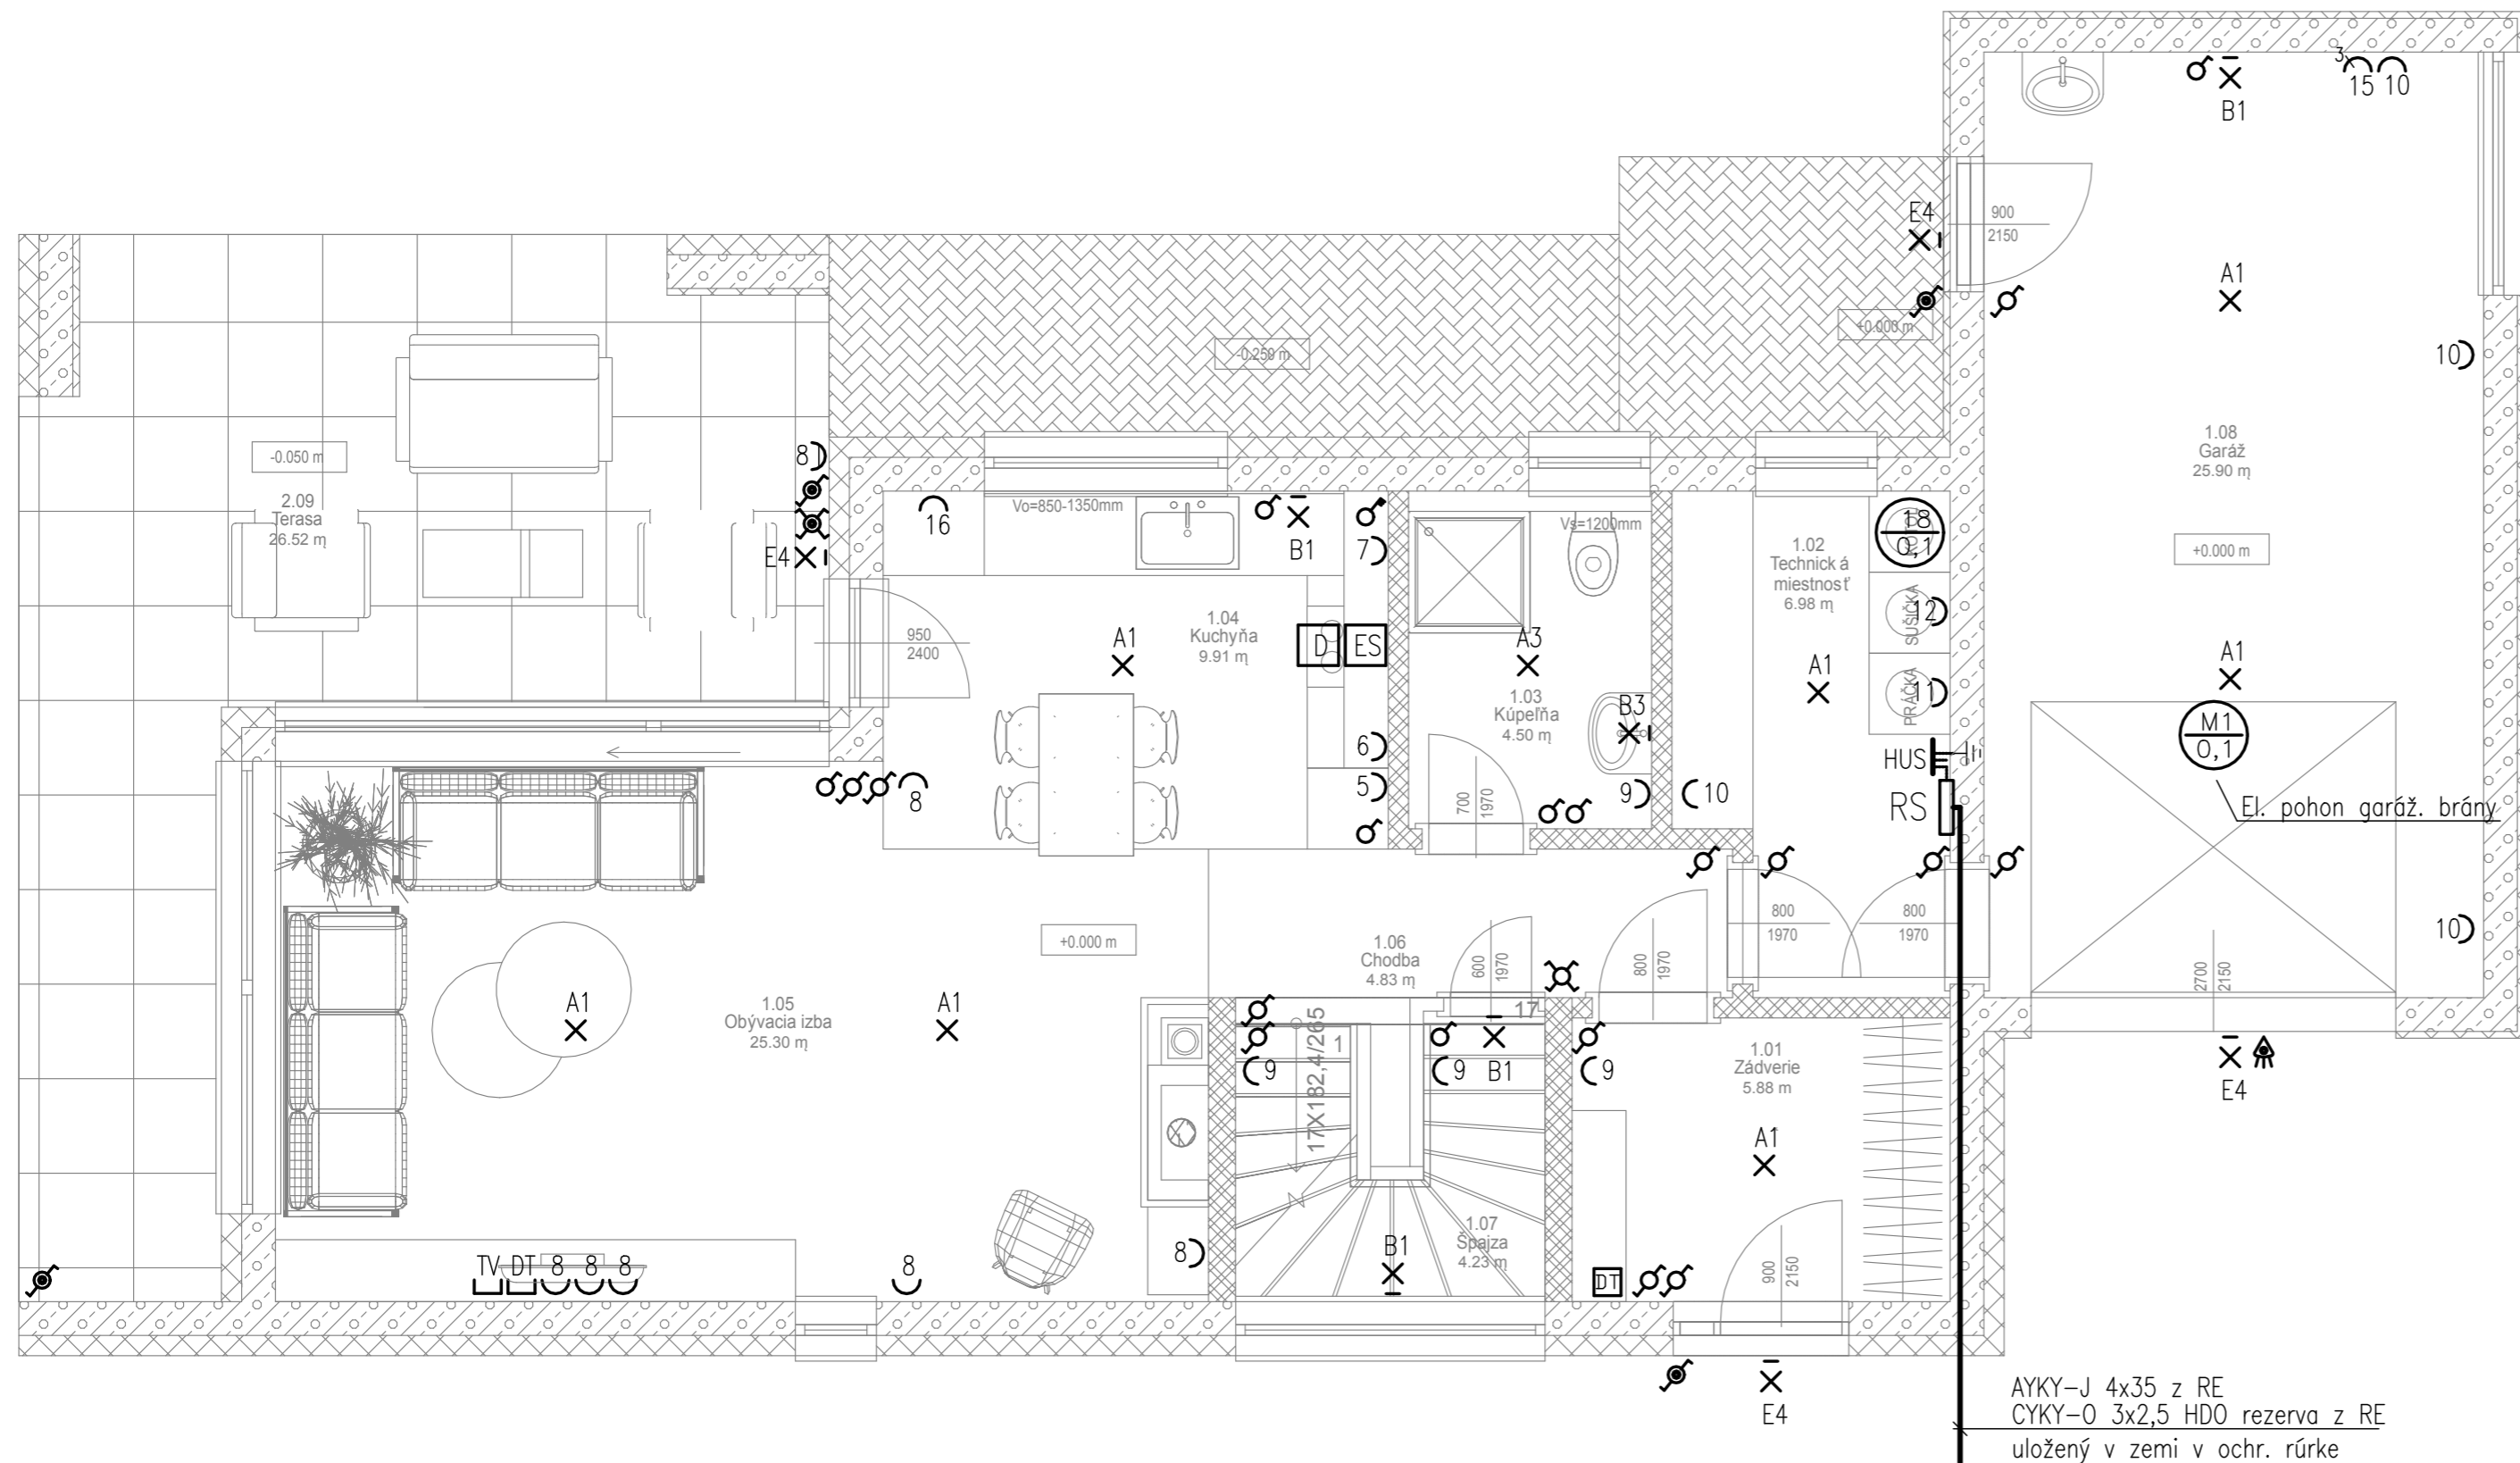 3x
15
10
B1
E4
900
2150
A1
+0.000 m
-0.250 m
10
1.08
Garáž
25.90 m
-0.050 m
8
2.09
Terasa
26.52 m
E4
16
Vo=850-1350mm
B1
7
Vs=1200mm
1.02
Technická
miestnosť
6.98 m
18
0,1
+0.000 m
SUŠIČKA
12
950
2400
A1
1.04
Kuchyňa
9.91 m
D
ES
A3
A1
A1
1.03
Kúpeľňa
4.50 m
B3
PRÁČKA
11
M1
0,1
HUS
6
8
5
700
1970
9
10
RS
El. pohon garáž. brány
+0.000 m
1.06
Chodba
4.83 m
600
1970
800
1970
800
1970
800
1970
10
2700
2150
A1
1.05
Obývacia izba
25.30 m
A1
17X182,4/265
1
17
9
9
B1
9
1.01
Zádverie
5.88 m
A1
E4
TV
DT
8
8
8
8
8
B1
1.07
Špajza
4.23 m
DT
900
2150
E4
AYKY-J 4x35 z RE
CYKY-O 3x2,5 HDO rezerva z RE
uložený v zemi v ochr. rúrke